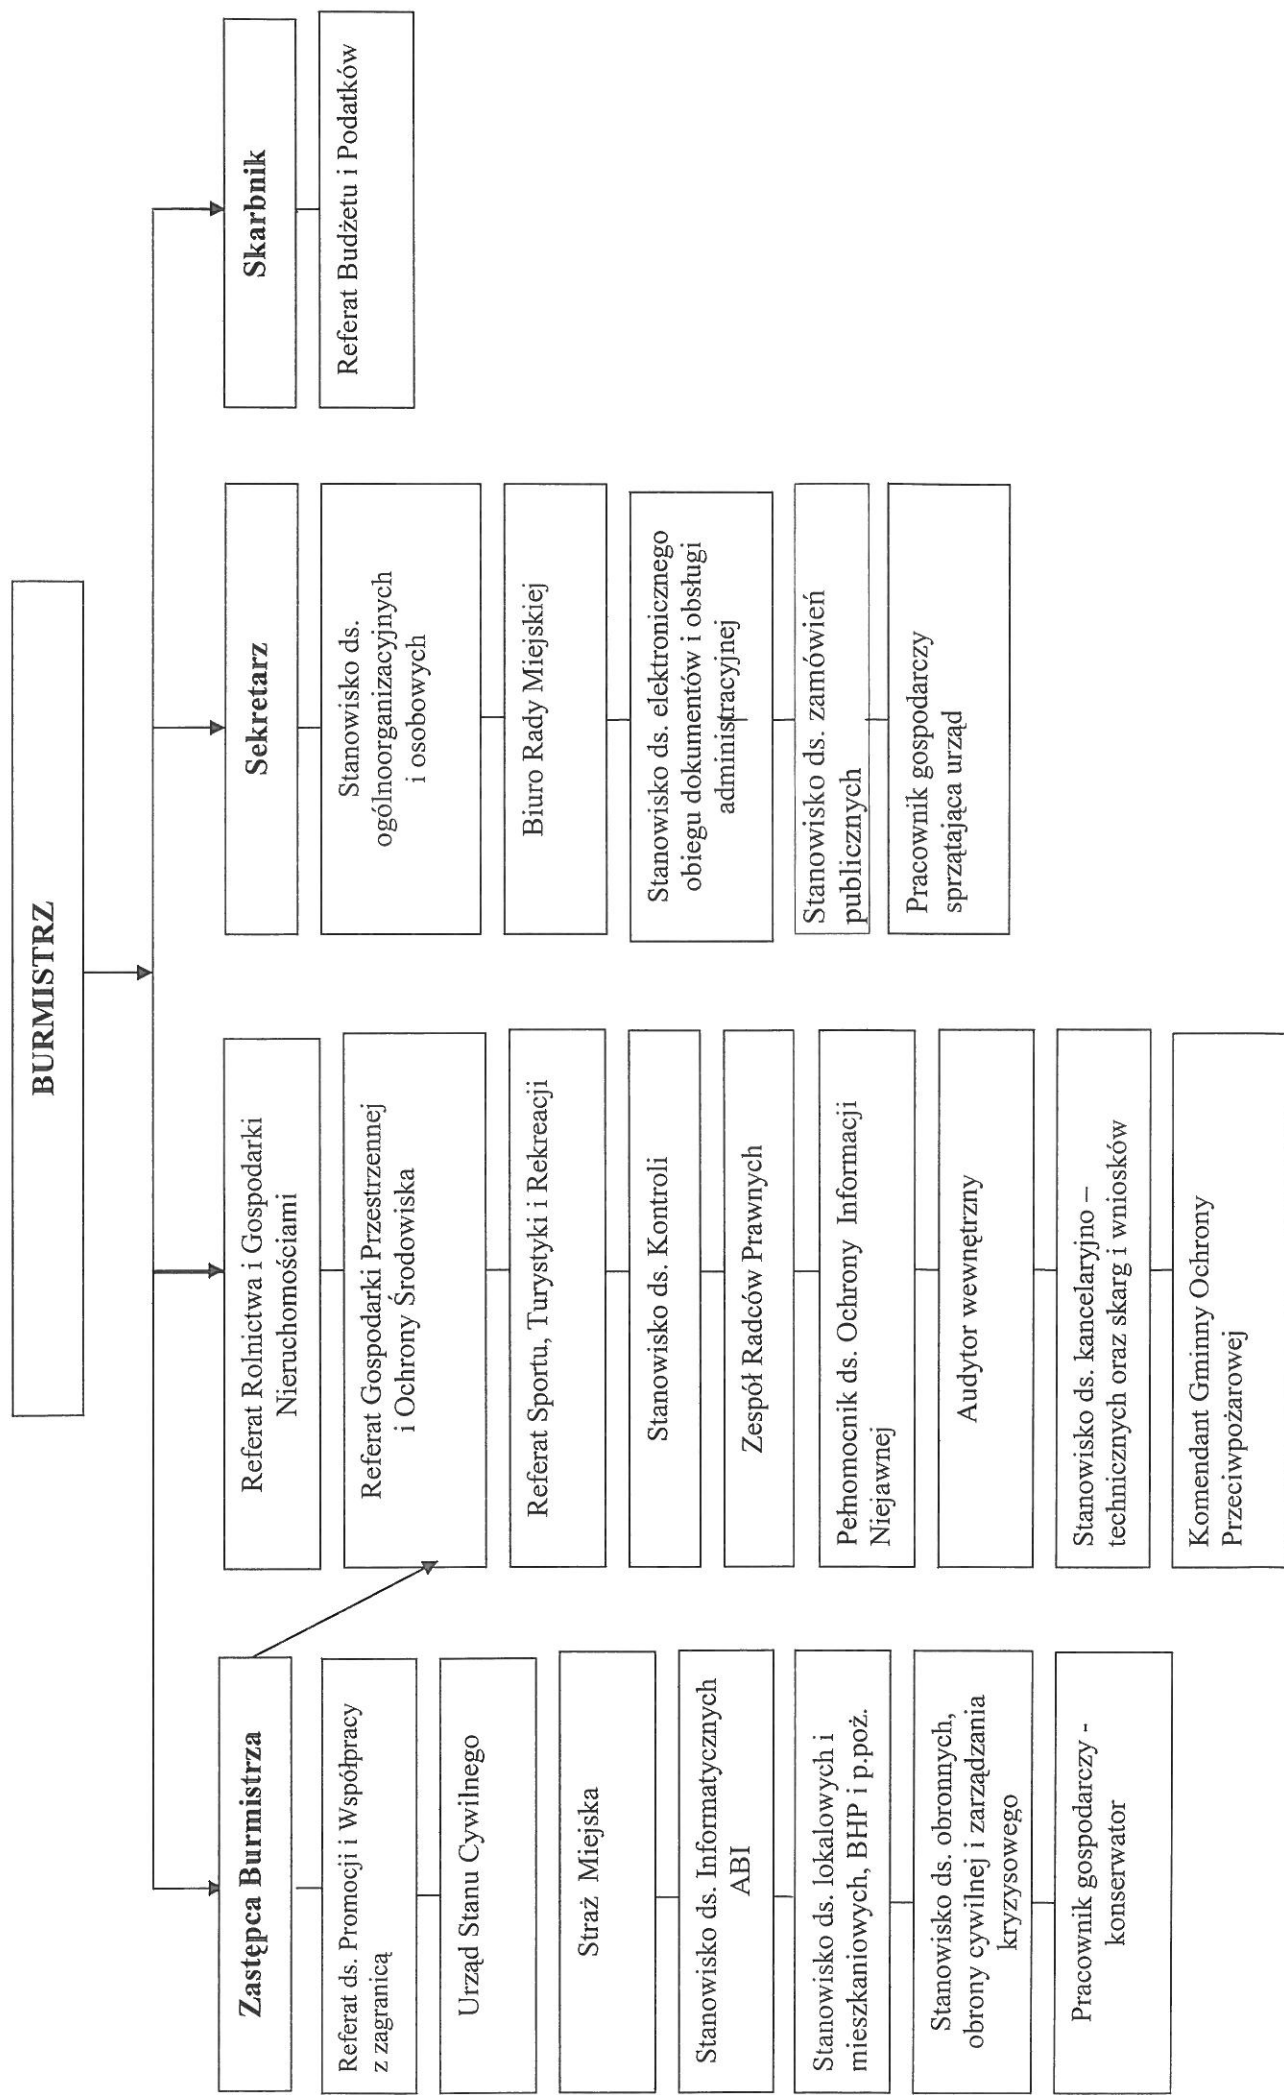 BURMISTRZ
Zastępca Burmistrza
Referat ds. Promocji i Współpracy
z zagranicą
Urząd Stanu Cywilnego
Straż Miejska
Stanowisko ds. Informatycznych
ABI
Stanowisko ds. lokalowych i
mieszkaniowych, BHP i p.poż.
Stanowisko ds. obronnych,
obrony cywilnej i zarządzania
kryzysowego
Pracownik gospodarczy -
konserwator
Referat Rolnictwa i Gospodarki
Nieruchomościami
Referat Gospodarki Przestrzennej
i Ochrony Środowiska
Referat Sportu, Turystyki i Rekreacji
Stanowisko ds. Kontroli
Zespół Radców Prawnych
Pełnomocnik ds. Ochrony Informacji
Niejawnej
Audytor wewnętrzny
Stanowisko ds. kancelaryjno –
technicznych oraz skarg i wniosków
Komendant Gminny Ochrony
Przeciwpożarowej
Sekretarz
Stanowisko ds.
ogólnoorganizacyjnych
i osobowych
Biuro Rady Miejskiej
Stanowisko ds. elektronicznego
obiegu dokumentów i obsługi
administracyjnej
Stanowisko ds. zamówień
publicznych
Pracownik gospodarczy
sprzątająca urząd
Skarbnik
Referat Budżetu i Podatków